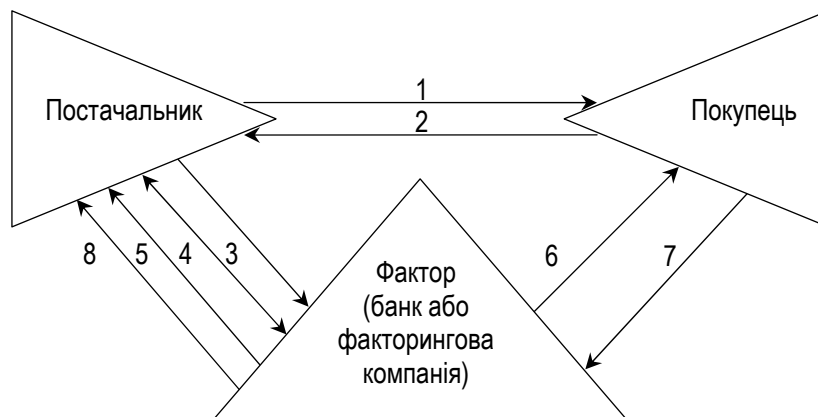 Постачальник
1
2
Покупець
8
5
4
3
Фактор
(банк або
факторингова
компанія)
6
7